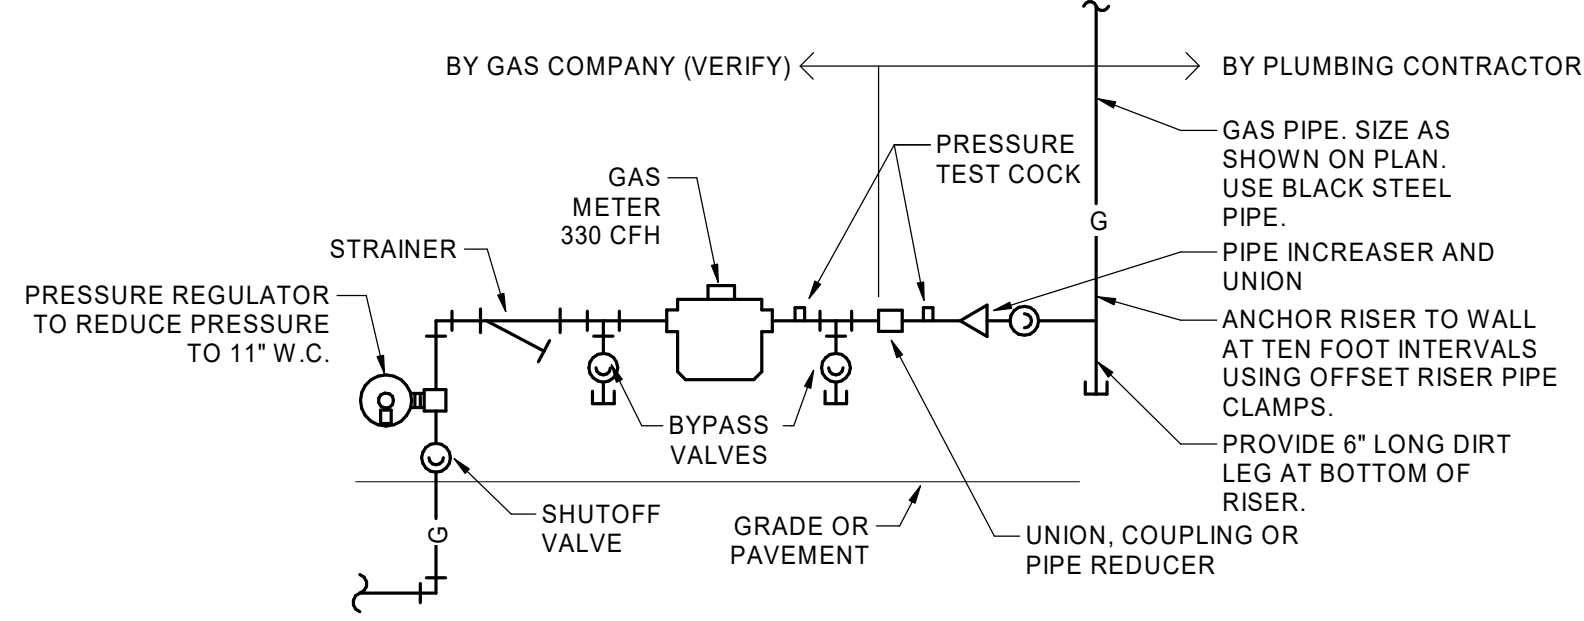 BY GAS COMPANY (VERIFY)
BY PLUMBING CONTRACTOR
GAS PIPE. SIZE AS
SHOWN ON PLAN.
USE BLACK STEEL
PIPE.
PRESSURE
TEST COCK
GAS
METER
330 CFH
G
STRAINER
PIPE INCREASER AND
UNION
PRESSURE REGULATOR
TO REDUCE PRESSURE
TO 11" W.C.
ANCHOR RISER TO WALL
AT TEN FOOT INTERVALS
USING OFFSET RISER PIPE
CLAMPS.
BYPASS
VALVES
PROVIDE 6" LONG DIRT
LEG AT BOTTOM OF
RISER.
G
SHUTOFF
VALVE
GRADE OR
PAVEMENT
UNION, COUPLING OR
PIPE REDUCER